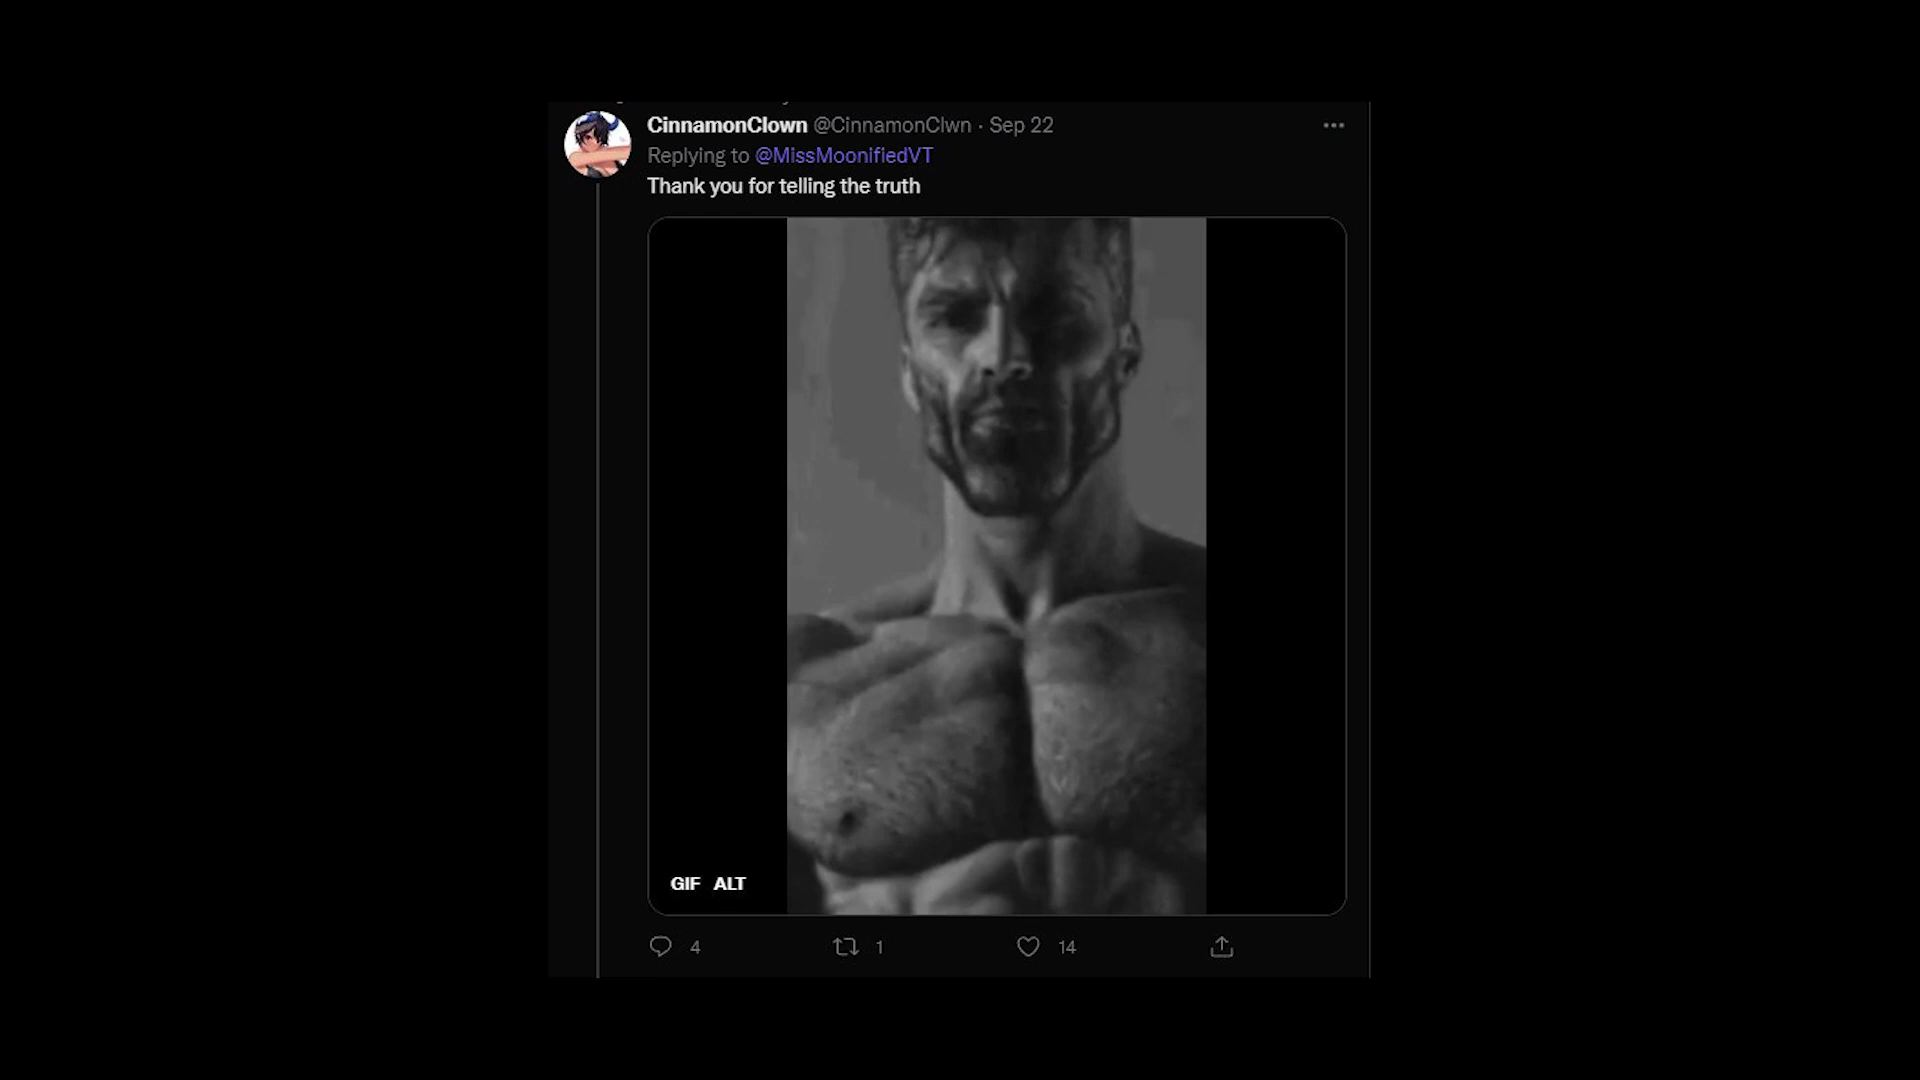 CinnamonClown @CinnamonClwn · Sep 22
Replying to @MissMoonifiedVT
Thank you for telling the truth
GIF ALT
4 1 14